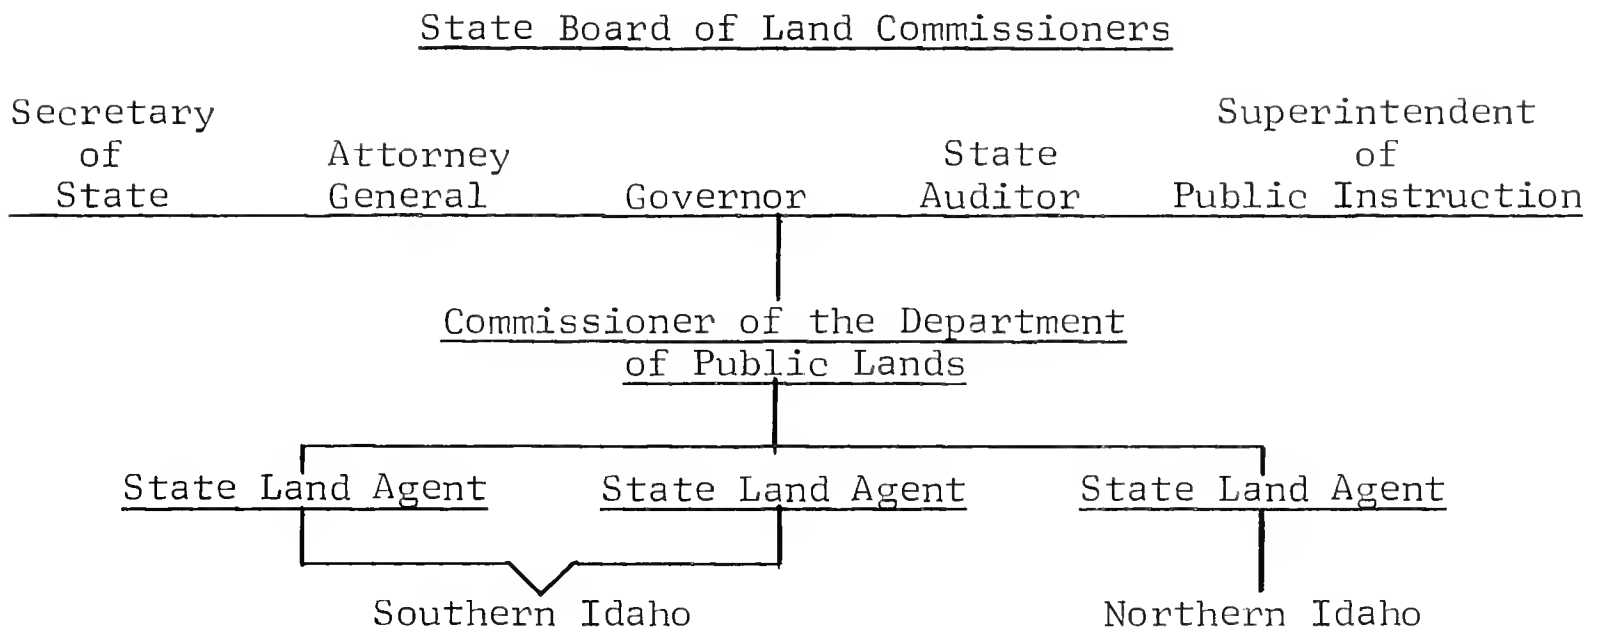 State Board of Land Commissioners
Secretary
of
State
Attorney
General
Governor
State
Auditor
Superintendent
of
Public Instruction
Commissioner of the Department
of Public Lands
State Land Agent
State Land Agent
State Land Agent
Southern Idaho
Northern Idaho